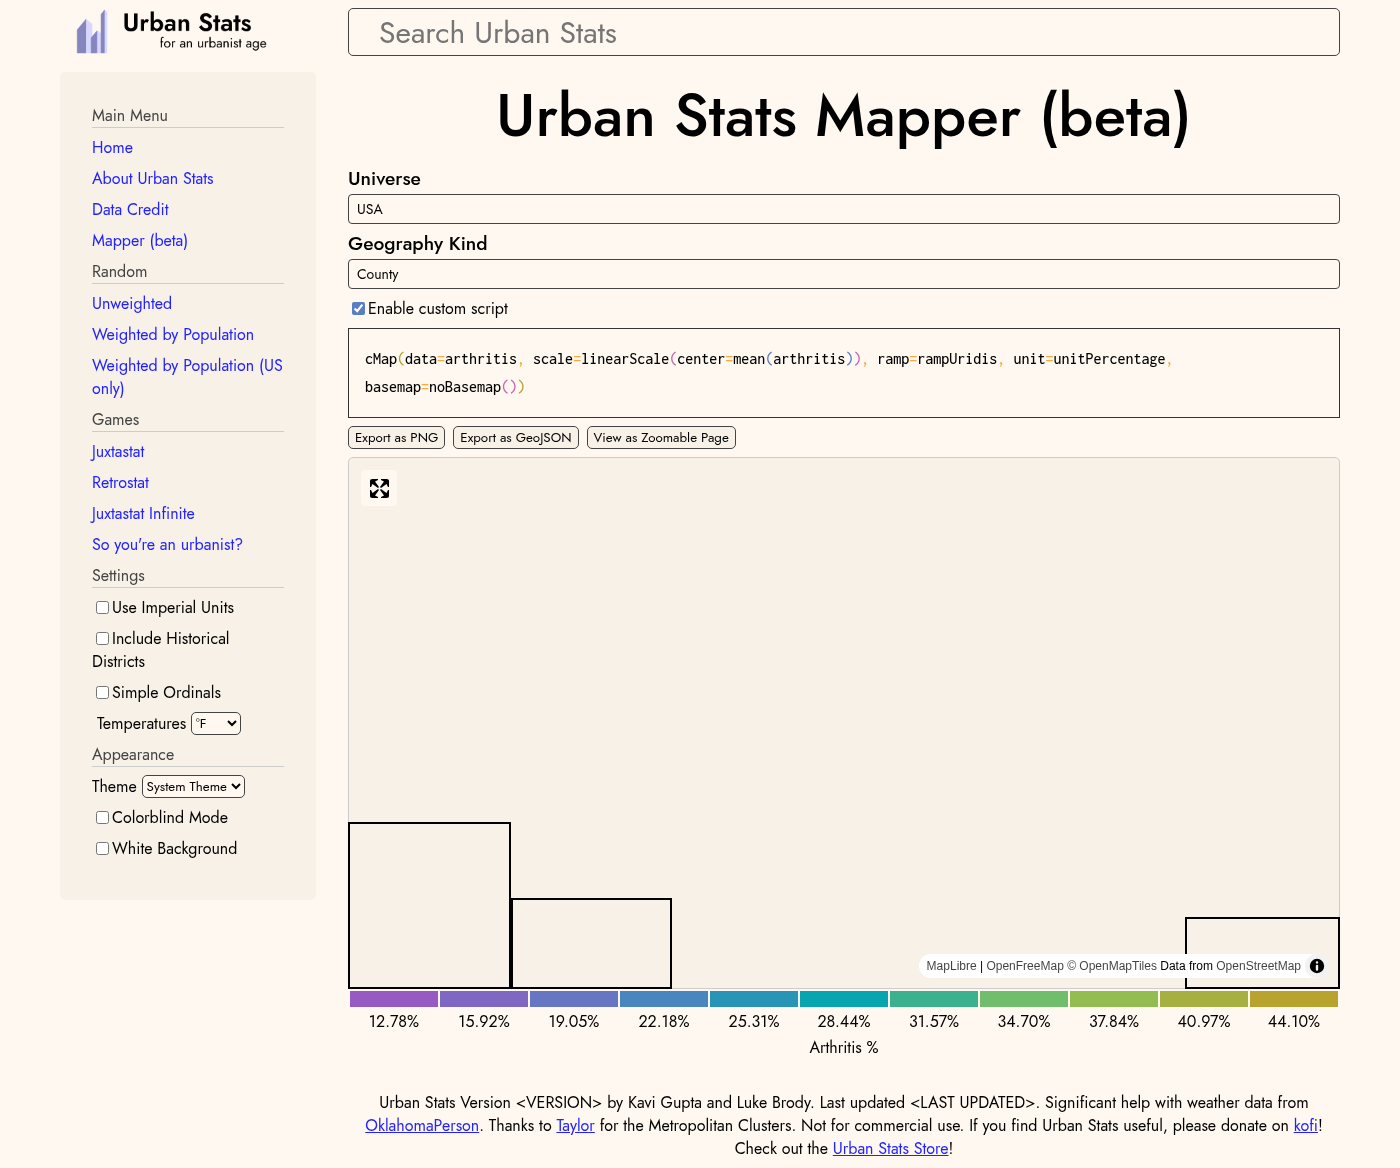 Urban Stats
for an urbanist age
Search Urban Stats
Main Menu
Home
About Urban Stats
Data Credit
Mapper (beta)
Random
Unweighted
Weighted by Population
Weighted by Population (US
only)
Games
Juxtastat
Retrostat
Juxtastat Infinite
So you're an urbanist?
Settings
Use Imperial Units
Include Historical
Districts
Simple Ordinals
Temperatures °F
Appearance
Theme System Theme
Colorblind Mode
White Background
Urban Stats Mapper (beta)
Universe
USA
Geography Kind
County
Enable custom script
cMap(data=arthritis, scale=linearScale(center=mean(arthritis)), ramp=rampUridis, unit=unitPercentage,
basemap=noBasemap())
Export as PNG Export as GeoJSON View as Zoomable Page
MapLibre | OpenFreeMap © OpenMapTiles Data from OpenStreetMap
12.78% 15.92% 19.05% 22.18% 25.31% 28.44% 31.57% 34.70% 37.84% 40.97% 44.10%
Arthritis %
Urban Stats Version <VERSION> by Kavi Gupta and Luke Brody. Last updated <LAST UPDATED>. Significant help with weather data from
OklahomaPerson. Thanks to Taylor for the Metropolitan Clusters. Not for commercial use. If you find Urban Stats useful, please donate on kofi!
Check out the Urban Stats Store!